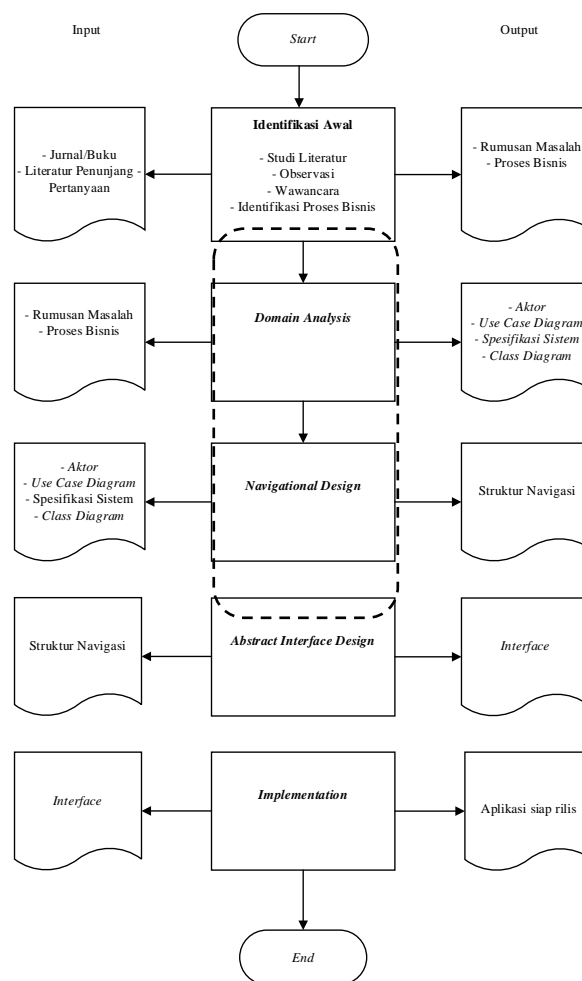 Input
Start
Output
- Jurnal/Buku
- Literatur Penunjang -
Pertanyaan
Identifikasi Awal
- Studi Literatur
- Observasi
- Wawancara
- Identifikasi Proses Bisnis
- Rumusan Masalah
- Proses Bisnis
- Rumusan Masalah
- Proses Bisnis
Domain Analysis
- Aktor
- Use Case Diagram
- Spesifikasi Sistem
- Class Diagram
- Aktor
- Use Case Diagram
- Spesifikasi Sistem
- Class Diagram
Navigational Design
Struktur Navigasi
Struktur Navigasi
Abstract Interface Design
Interface
Interface
Implementation
Aplikasi siap rilis
End